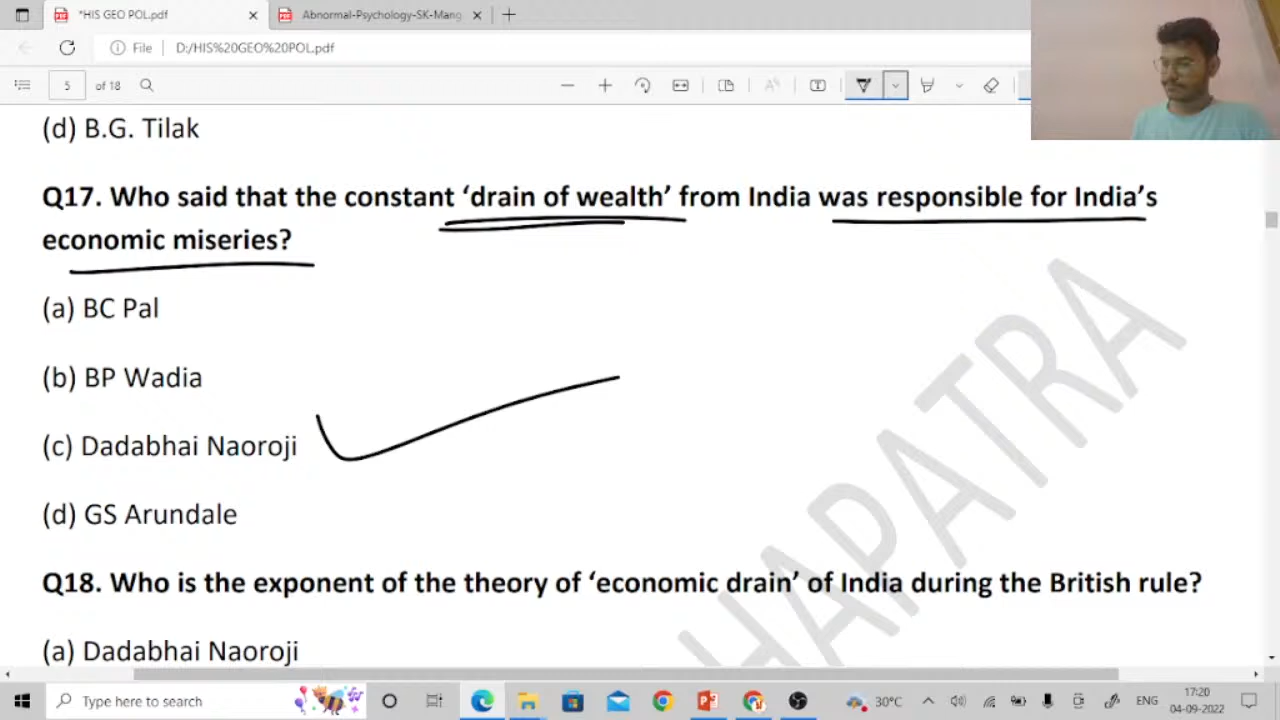 *HIS GEO POL.pdf
Abnormal-Psychology-SK-Mang
File D:/HIS%20GEO%20POL.pdf
5 of 18
(d) B.G. Tilak
Q17. Who said that the constant ‘drain of wealth’ from India was responsible for India’s
economic miseries?
(a) BC Pal
(b) BP Wadia
(c) Dadabhai Naoroji
(d) GS Arundale
Q18. Who is the exponent of the theory of ‘economic drain’ of India during the British rule?
(a) Dadabhai Naoroji
HAPATRA
Type here to search
30°C
ENG
17:20
04-09-2022